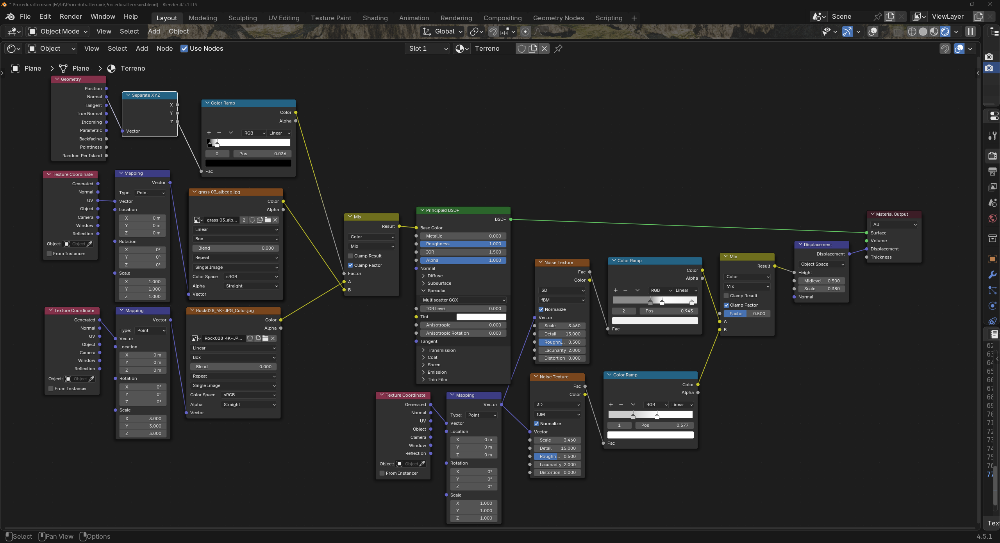 * ProceduralTerreain [F:\3d\ProcedutralTerrain\ProceduralTerreain.blend] - Blender 4.5.1 LTS
File Edit Render Window Help
Layout Modeling Sculpting UV Editing Texture Paint Shading Animation Rendering Compositing Geometry Nodes Scripting +
Scene
ViewLayer
Object Mode View Select Add Object
Global
Object View Select Add Node Use Nodes
Slot 1
Terreno
Plane > Plane > Terreno
Geometry
Position
Normal
Tangent
True Normal
Incoming
Parametric
Backfacing
Pointiness
Random Per Island
Separate XYZ
X
Y
Z
Vector
Color Ramp
Color
Alpha
RGB Linear
0 Pos 0.036
Fac
Texture Coordinate
Generated
Normal
UV
Object
Camera
Window
Reflection
Object: Object
From Instancer
Mapping
Vector
Type: Point
Vector
Location
X 0 m
Y 0 m
Z 0 m
Rotation
X 0°
Y 0°
Z 0°
Scale
X 1.000
Y 1.000
Z 1.000
grass 03_albedo.jpg
Color
Alpha
grass 03_alb... 2
Linear
Box
Blend 0.000
Repeat
Single Image
Color Space sRGB
Alpha Straight
Vector
Texture Coordinate
Generated
Normal
UV
Object
Camera
Window
Reflection
Object: Object
From Instancer
Mapping
Vector
Type: Point
Vector
Location
X 0 m
Y 0 m
Z 0 m
Rotation
X 0°
Y 0°
Z 0°
Scale
X 3.000
Y 3.000
Z 3.000
Rock028_4K-JPG_Color.jpg
Color
Alpha
Rock028_4K-JP...
Linear
Box
Blend 0.000
Repeat
Single Image
Color Space sRGB
Alpha Straight
Vector
Mix
Result
Color
Mix
Clamp Result
Clamp Factor
Factor
A
B
Principled BSDF
BSDF
Base Color
Metallic 0.000
Roughness 1.000
IOR 1.500
Alpha 1.000
Normal
Diffuse
Subsurface
Specular
Multiscatter GGX
IOR Level 0.000
Tint
Anisotropic 0.000
Anisotropic Rotation 0.000
Tangent
Transmission
Coat
Sheen
Emission
Thin Film
Texture Coordinate
Generated
Normal
UV
Object
Camera
Window
Reflection
Object: Object
From Instancer
Mapping
Vector
Type: Point
Vector
Location
X 0 m
Y 0 m
Z 0 m
Rotation
X 0°
Y 0°
Z 0°
Scale
X 1.000
Y 1.000
Z 1.000
Noise Texture
Fac
Color
3D
fBM
Normalize
Vector
Scale 3.460
Detail 15.000
Roughn... 0.500
Lacunarity 2.000
Distortion 0.000
Color Ramp
Color
Alpha
RGB Linear
2 Pos 0.943
Fac
Noise Texture
Fac
Color
3D
fBM
Normalize
Vector
Scale 3.460
Detail 15.000
Roughn... 0.500
Lacunarity 2.000
Distortion 0.000
Color Ramp
Color
Alpha
RGB Linear
1 Pos 0.577
Fac
Mix
Result
Color
Mix
Clamp Result
Clamp Factor
Factor 0.500
A
B
Displacement
Displacement
Object Space
Height
Midlevel 0.500
Scale 0.380
Normal
Material Output
All
Surface
Volume
Displacement
Thickness
62
63
64
65
66
67
68
69
70
71
72
73
74
75
76
77
Text
Select Pan View Options
4.5.1